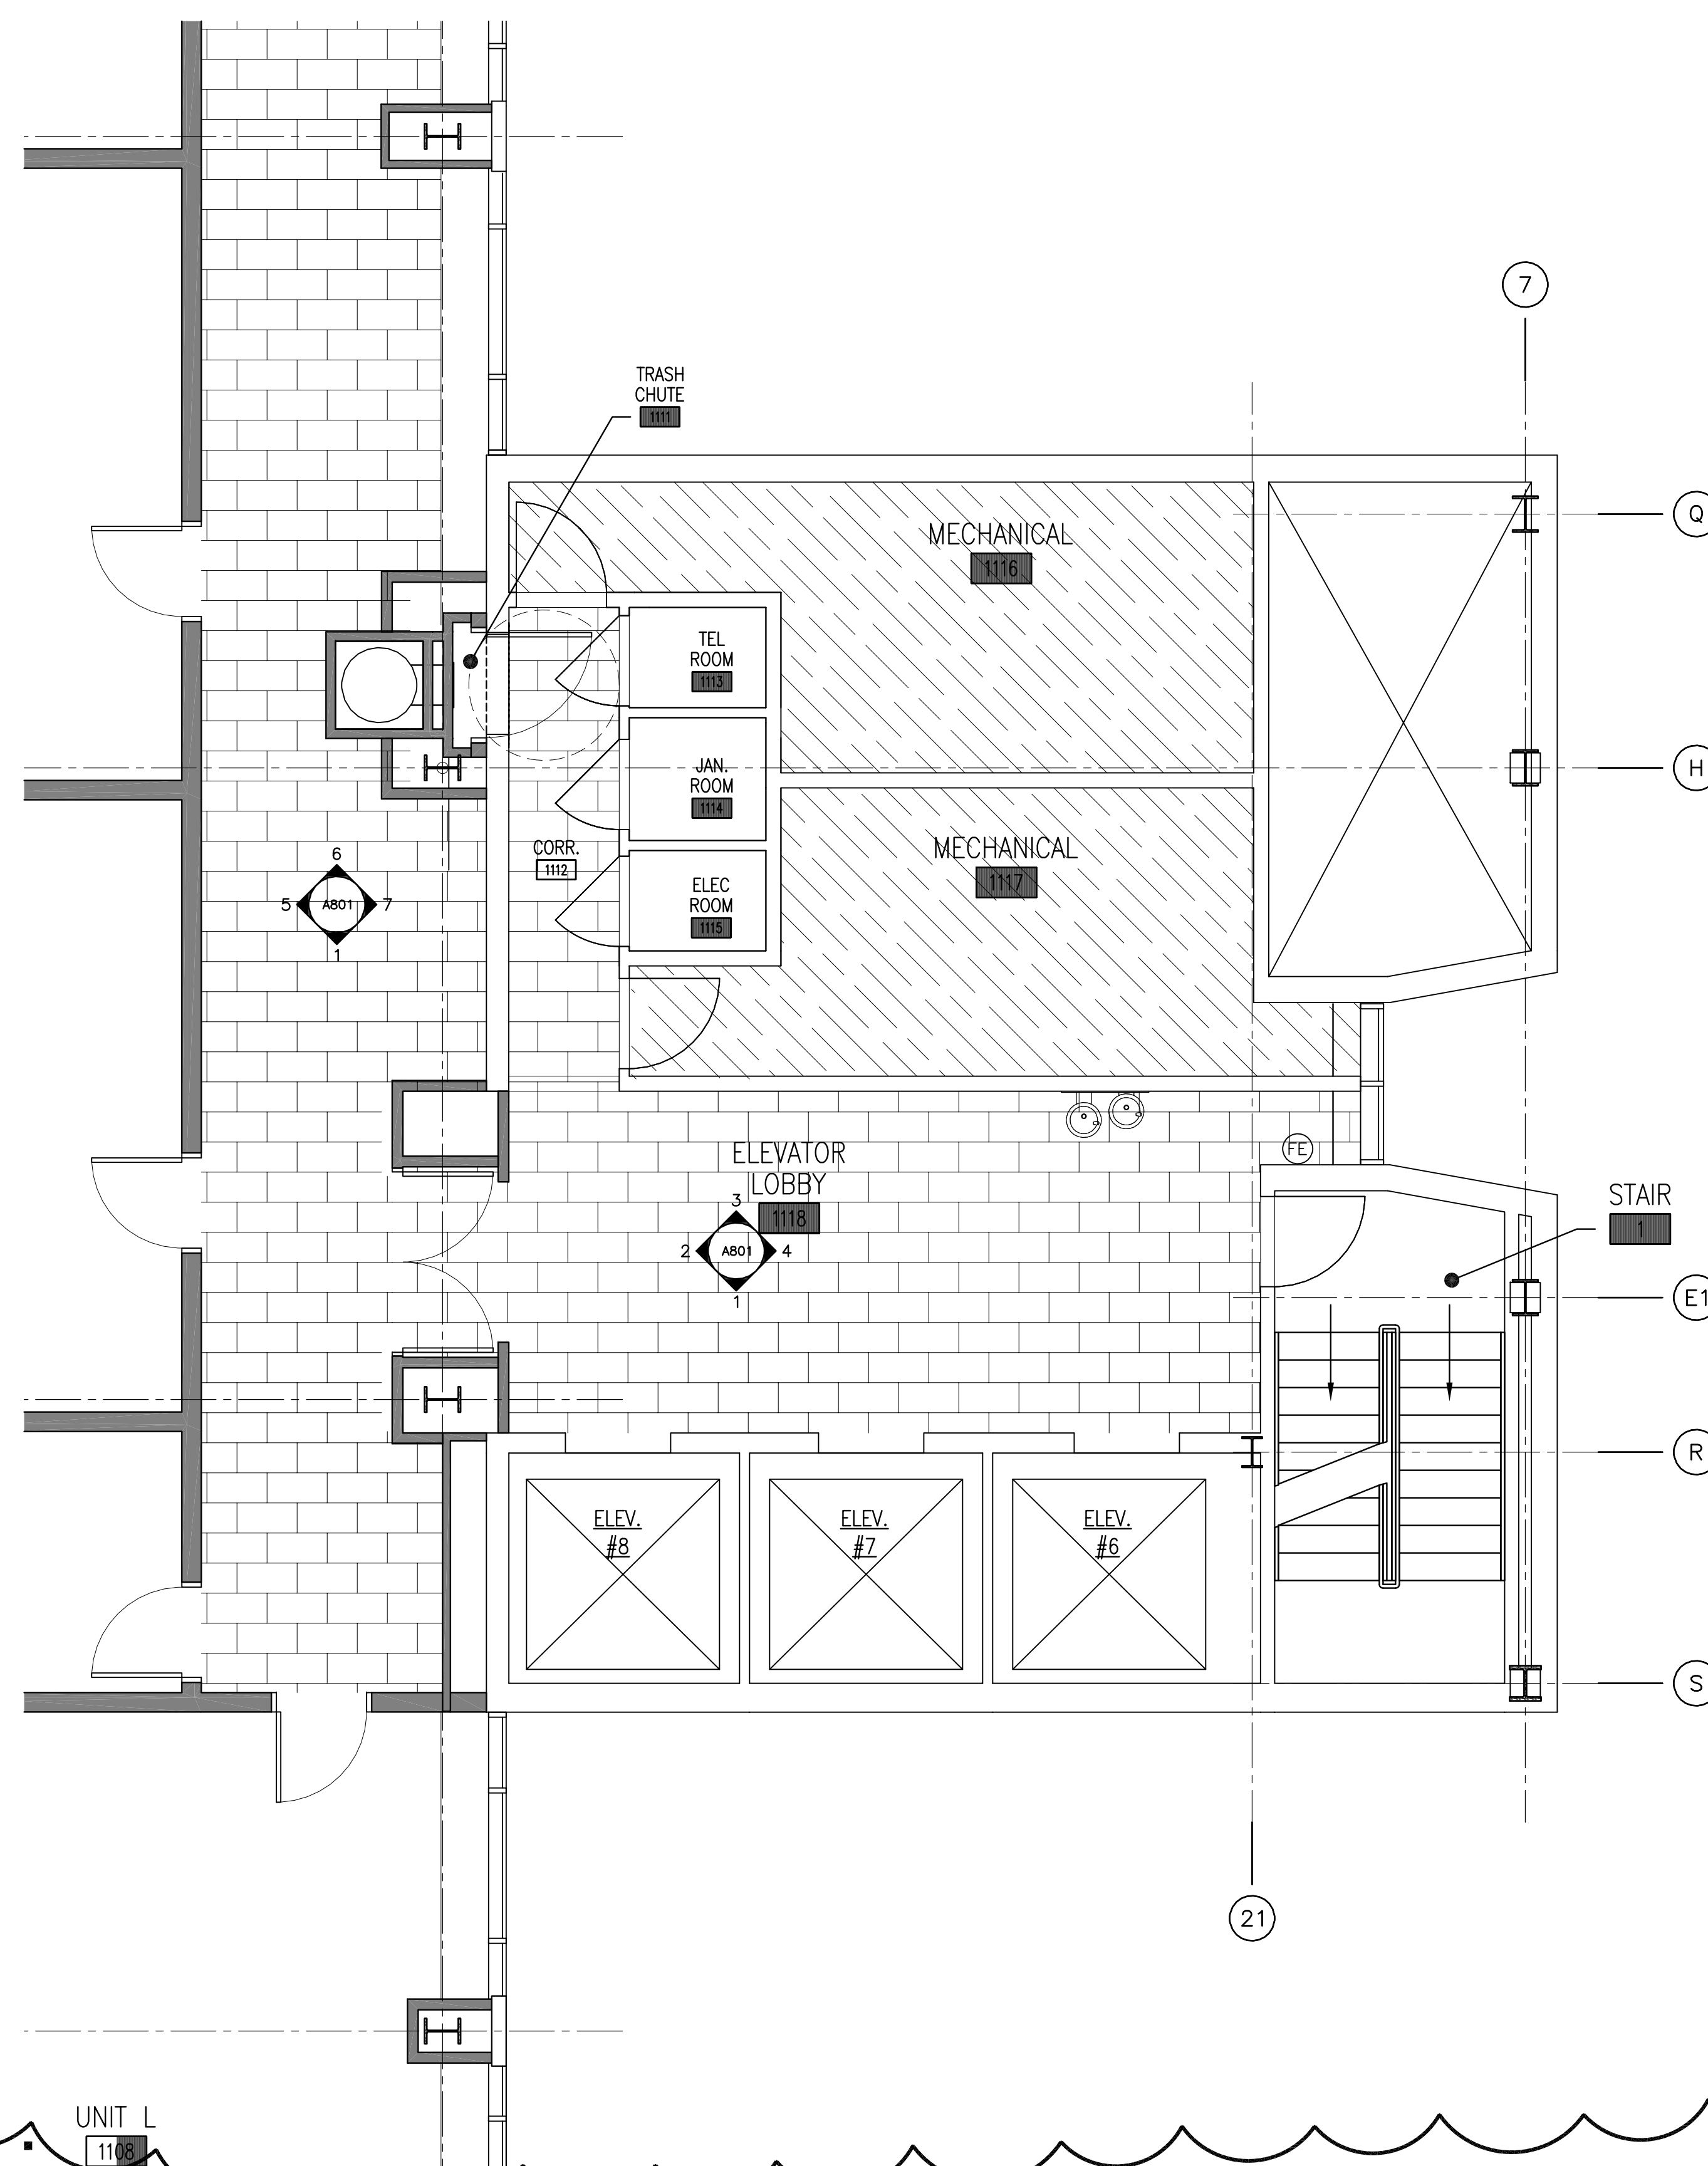 7
TRASH
CHUTE
1111
Q
MECHANICAL
1116
TEL
ROOM
1113
H
JAN.
ROOM
1114
CORR.
1112
MECHANICAL
1117
ELEC
ROOM
1115
6
5 A801 7
1
ELEVATOR
LOBBY
1118
FE
3
2 A801 4
1
STAIR
1
E1
R
ELEV.
#8
ELEV.
#7
ELEV.
#6
S
21
UNIT L
1108